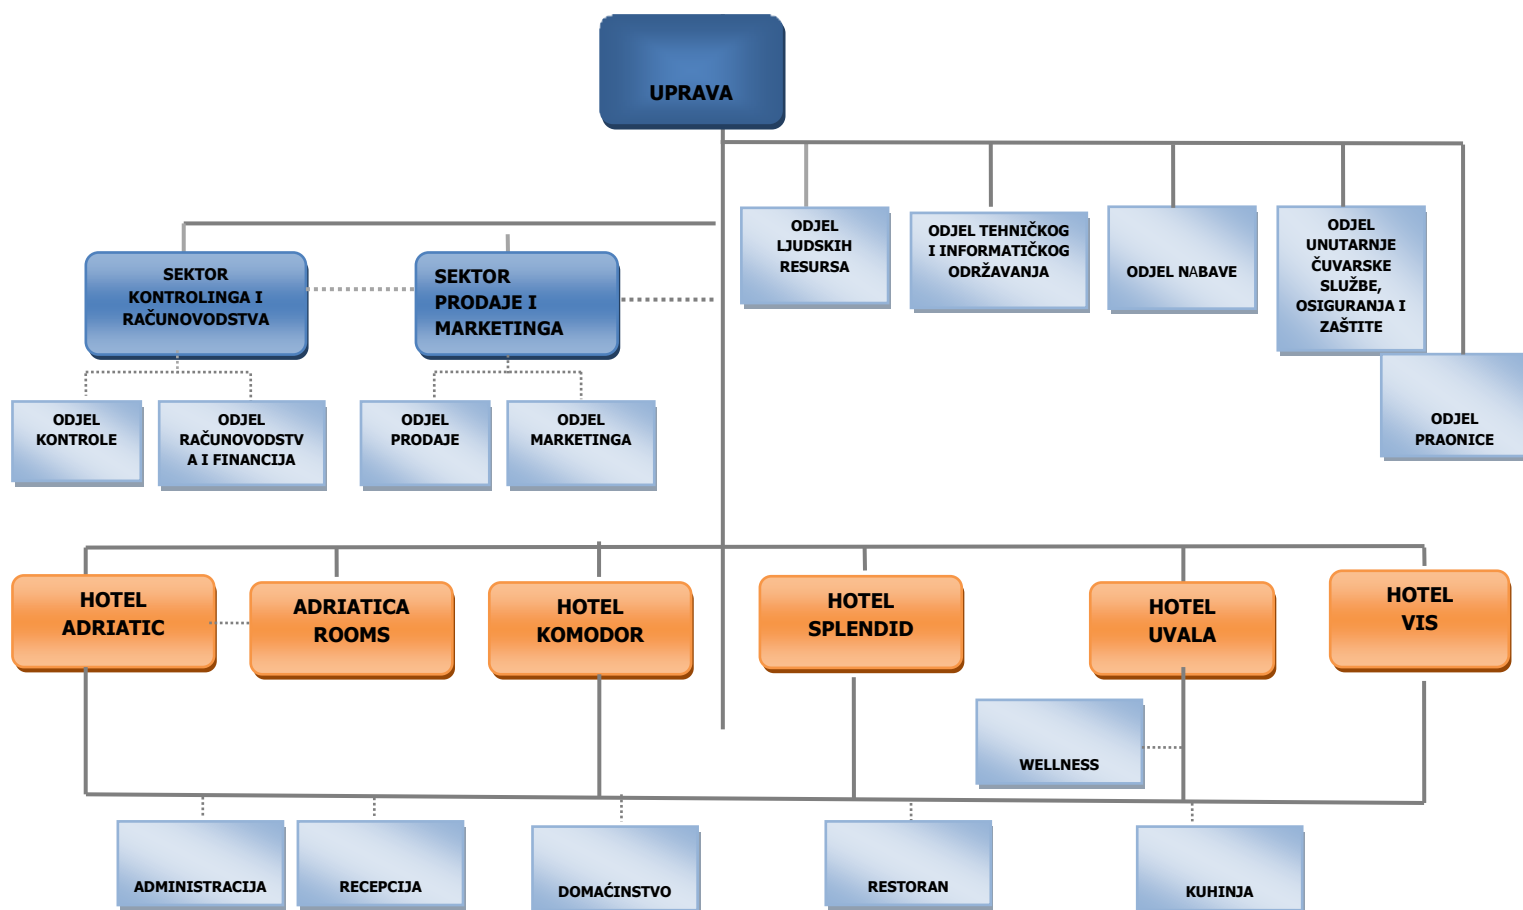 UPRAVA
ODJEL
LJUDSKIH
RESURSA
ODJEL TEHNIČKOG
I INFORMATIČKOG
ODRŽAVANJA
ODJEL NABAVE
ODJEL
UNUTARNJE
ČUVARSKE
SLUŽBE,
OSIGURANJA I
ZAŠTITE
ODJEL
PRAONICE
SEKTOR
KONTROLINGA I
RAČUNOVODSTVA
SEKTOR
PRODAJE I
MARKETINGA
ODJEL
KONTROLE
ODJEL
RAČUNOVODSTV
A I FINANCIJA
ODJEL
PRODAJE
ODJEL
MARKETINGA
HOTEL
ADRIATIC
ADRIATICA
ROOMS
HOTEL
KOMODOR
HOTEL
SPLENDID
HOTEL
UVALA
HOTEL
VIS
WELLNESS
ADMINISTRACIJA
RECEPCIJA
DOMAĆINSTVO
RESTORAN
KUHINJA